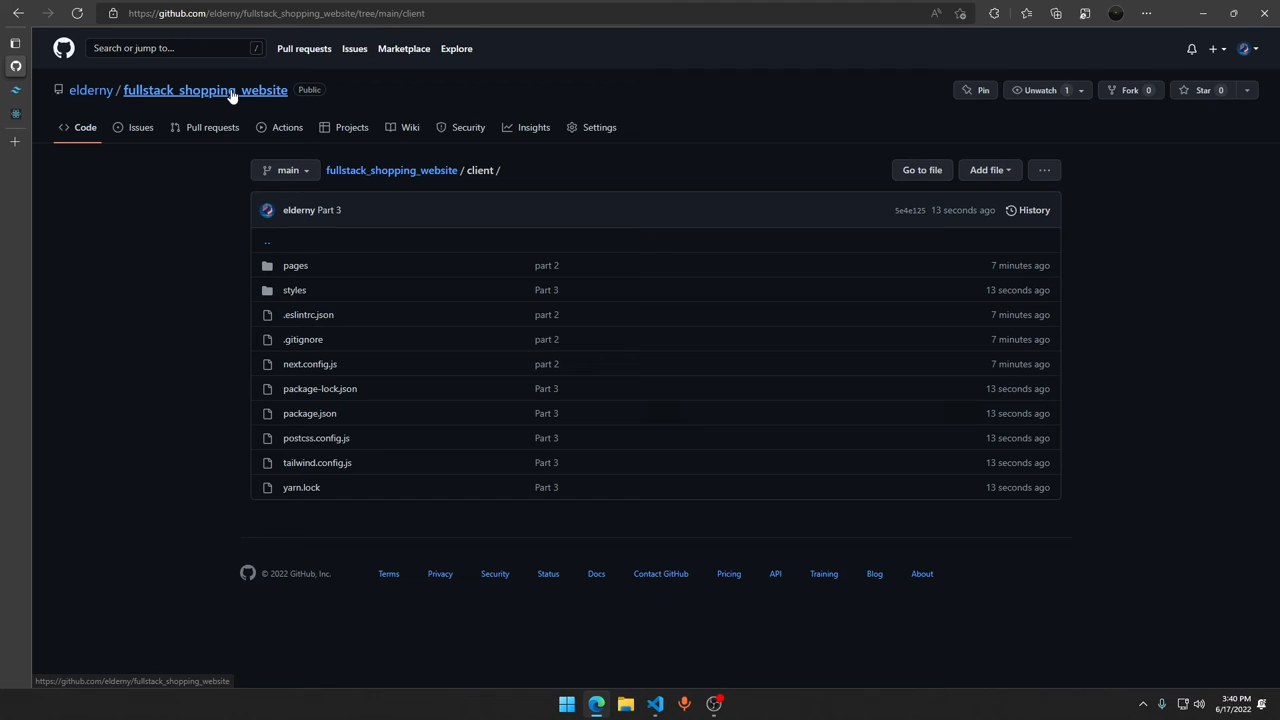 https://github.com/elderny/fullstack_shopping_website/tree/main/client
Search or jump to... /
Pull requests Issues Marketplace Explore
elderny / fullstack_shopping_website Public
Pin Unwatch 1 Fork 0 Star 0
Code Issues Pull requests Actions Projects Wiki Security Insights Settings
main fullstack_shopping_website / client / Go to file Add file ...
elderny Part 3 5e4e125 13 seconds ago History
..
pages part 2 7 minutes ago
styles Part 3 13 seconds ago
.eslintrc.json part 2 7 minutes ago
.gitignore part 2 7 minutes ago
next.config.js part 2 7 minutes ago
package-lock.json Part 3 13 seconds ago
package.json Part 3 13 seconds ago
postcss.config.js Part 3 13 seconds ago
tailwind.config.js Part 3 13 seconds ago
yarn.lock Part 3 13 seconds ago
© 2022 GitHub, Inc. Terms Privacy Security Status Docs Contact GitHub Pricing API Training Blog About
https://github.com/elderny/fullstack_shopping_website
3:40 PM
6/17/2022